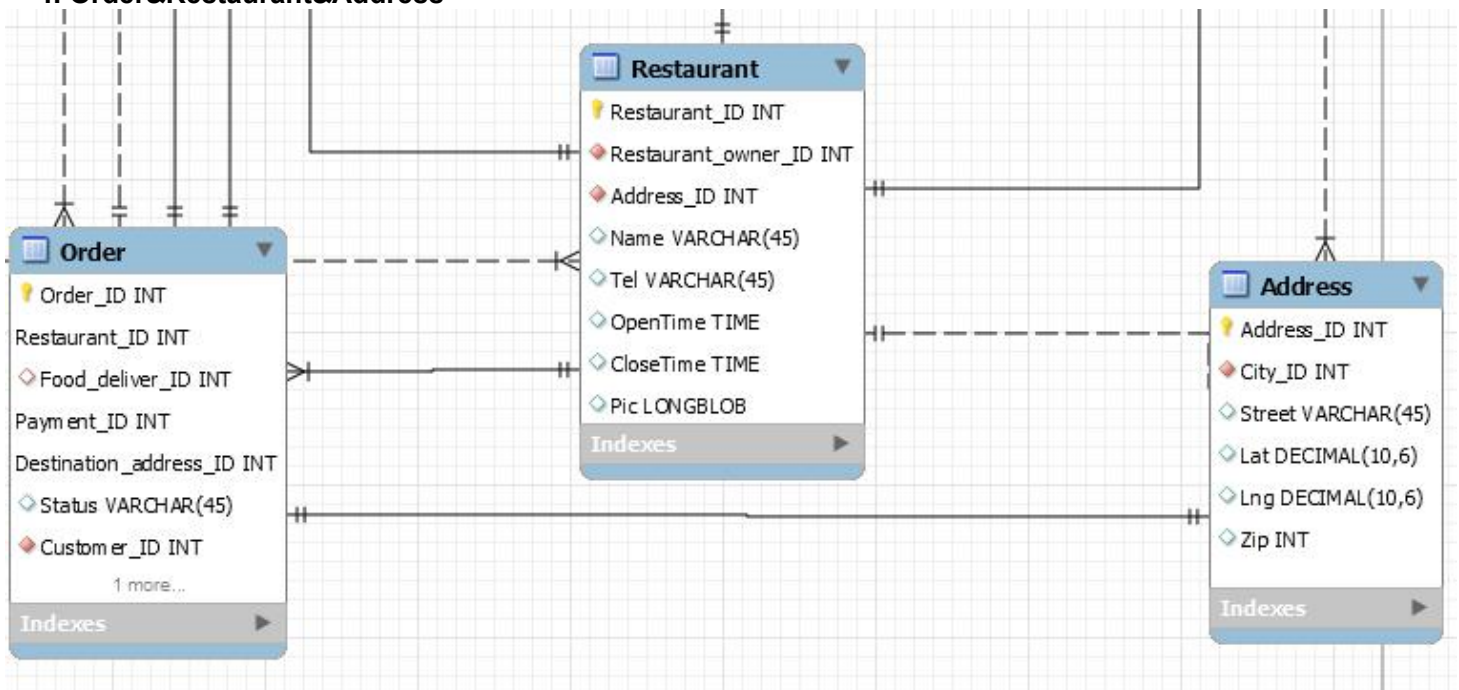 Order&Restaurant&Address
Restaurant
Restaurant_ID INT
Restaurant_owner_ID INT
Address_ID INT
Name VARCHAR(45)
Tel VARCHAR(45)
OpenTime TIME
CloseTime TIME
Pic LONGBLOB
Indexes
Order
Order_ID INT
Restaurant_ID INT
Food_deliver_ID INT
Payment_ID INT
Destination_address_ID INT
Status VARCHAR(45)
Customer_ID INT
1 more...
Indexes
Address
Address_ID INT
City_ID INT
Street VARCHAR(45)
Lat DECIMAL(10,6)
Lng DECIMAL(10,6)
Zip INT
Indexes